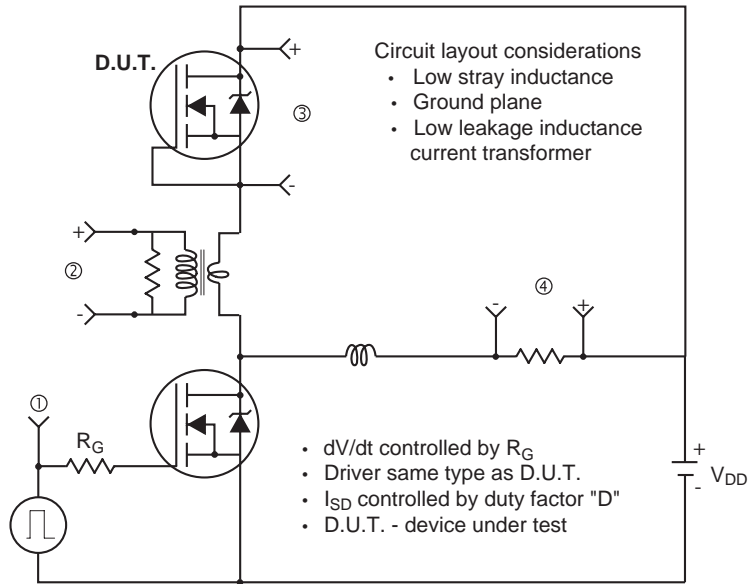 D.U.T.
+
Circuit layout considerations
• Low stray inductance
③
• Ground plane
• Low leakage inductance
current transformer
-
+
②
-
④
- +
①
R_G
• dV/dt controlled by R_G
• Driver same type as D.U.T.
• I_SD controlled by duty factor "D"
• D.U.T. - device under test
+
V_DD
-